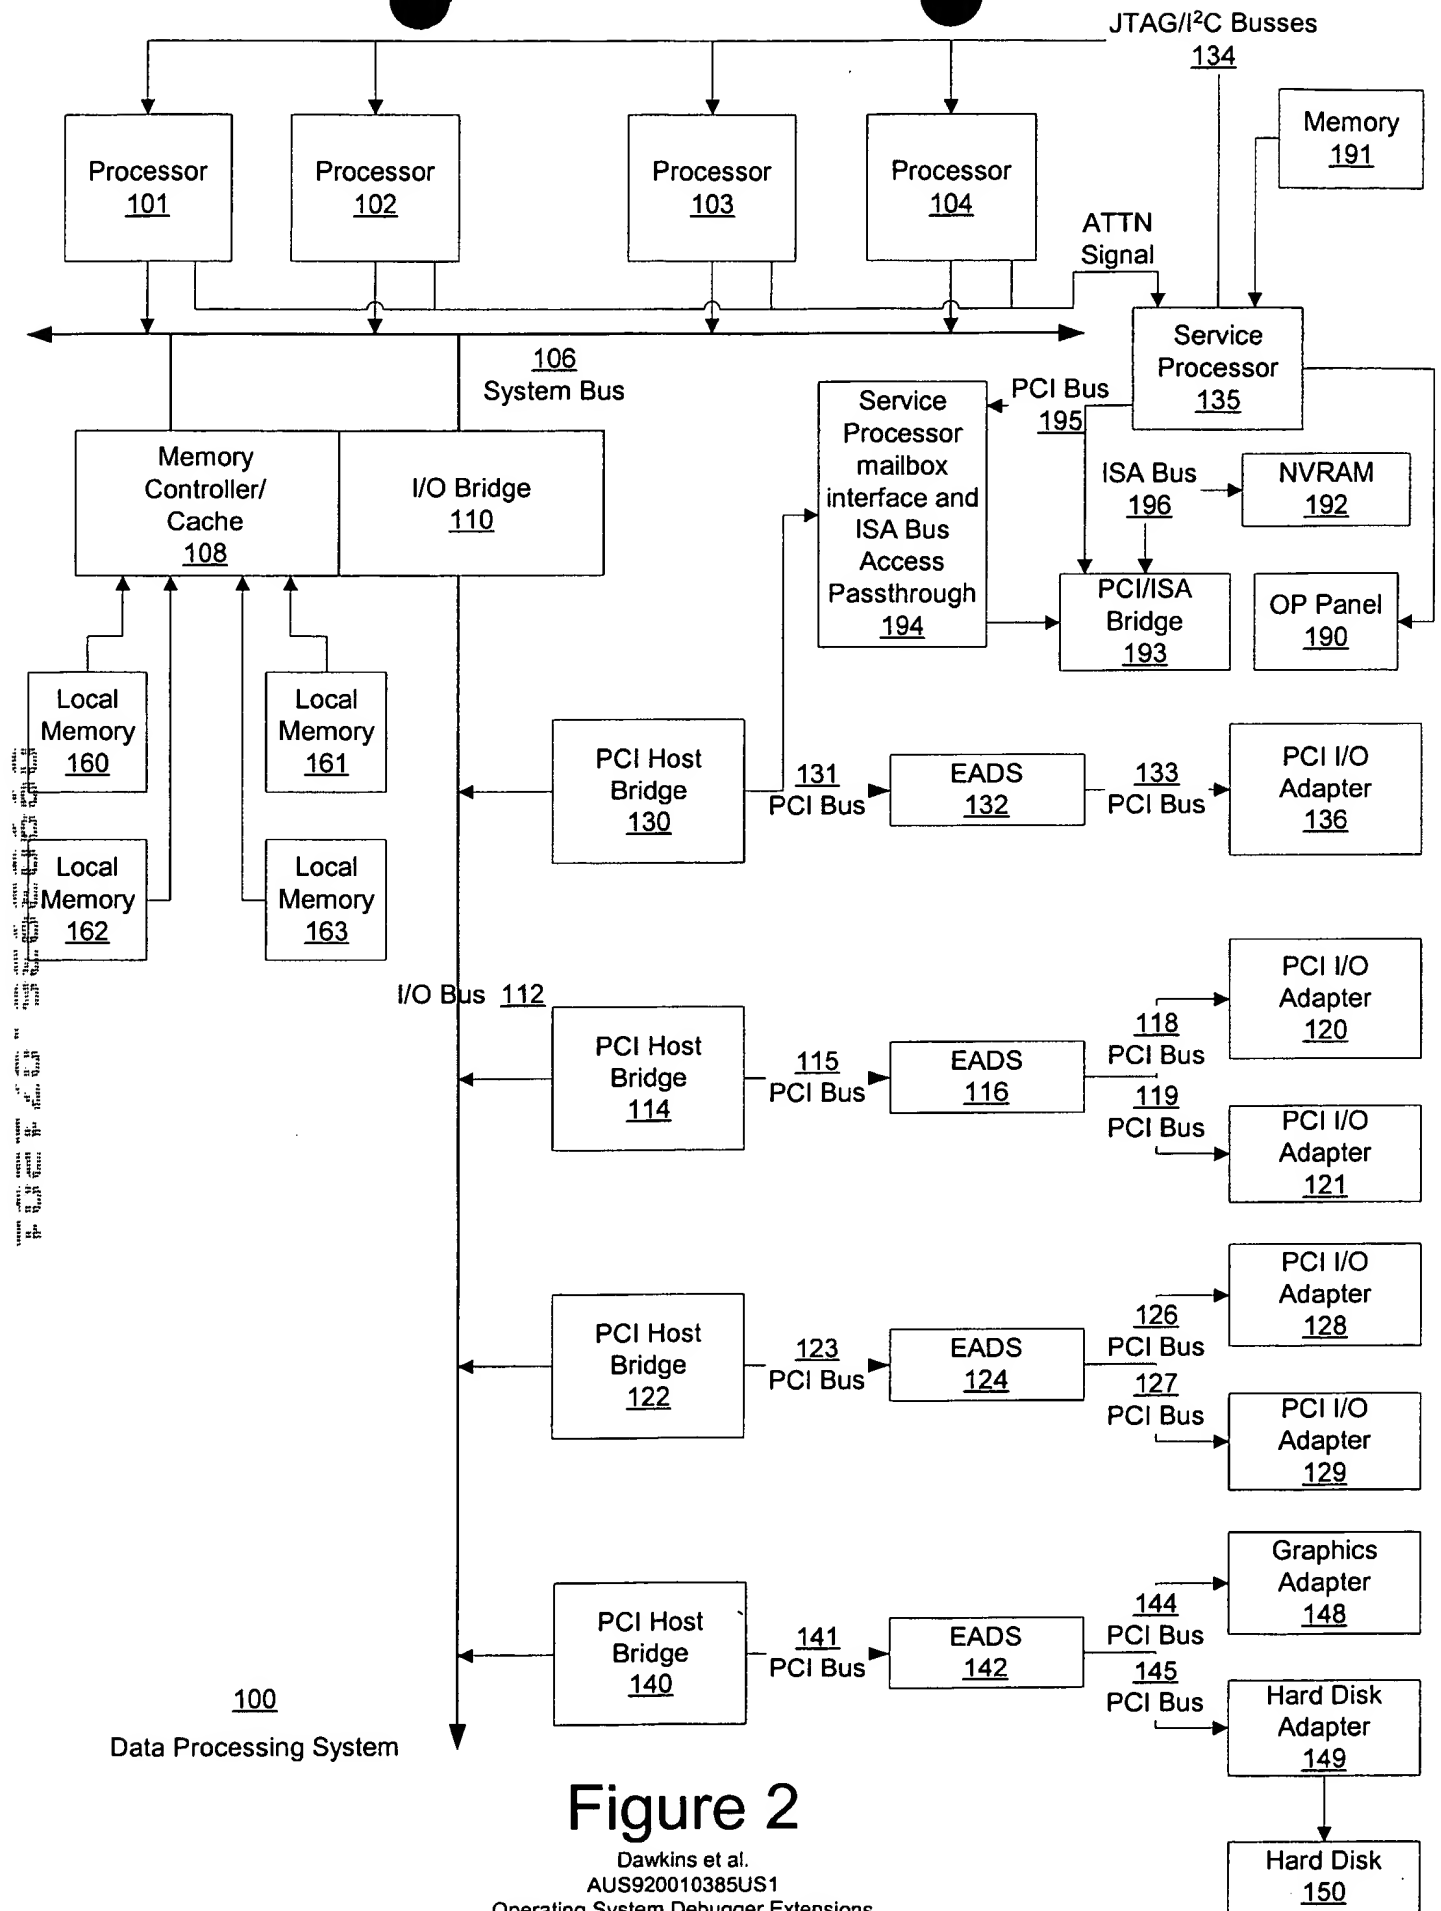 JTAG/I²C Busses
134
Memory
191
Processor
101
Processor
102
Processor
103
Processor
104
ATTN
Signal
Service
Processor
135
106
System Bus
PCI Bus
195
Service
Processor
mailbox
interface and
ISA Bus
Access
Passthrough
194
ISA Bus
196
NVRAM
192
Memory
Controller/
Cache
108
I/O Bridge
110
PCI/ISA
Bridge
193
OP Panel
190
Local
Memory
160
Local
Memory
161
Local
Memory
162
Local
Memory
163
PCI Host
Bridge
130
131
PCI Bus
EADS
132
133
PCI Bus
PCI I/O
Adapter
136
I/O Bus 112
PCI Host
Bridge
114
115
PCI Bus
EADS
116
118
PCI Bus
119
PCI Bus
PCI I/O
Adapter
120
PCI I/O
Adapter
121
PCI Host
Bridge
122
123
PCI Bus
EADS
124
126
PCI Bus
127
PCI Bus
PCI I/O
Adapter
128
PCI I/O
Adapter
129
PCI Host
Bridge
140
141
PCI Bus
EADS
142
144
PCI Bus
145
PCI Bus
Graphics
Adapter
148
Hard Disk
Adapter
149
Hard Disk
150
100
Data Processing System
Figure 2
Dawkins et al.
AUS920010385US1
Operating System Debugger Extensions